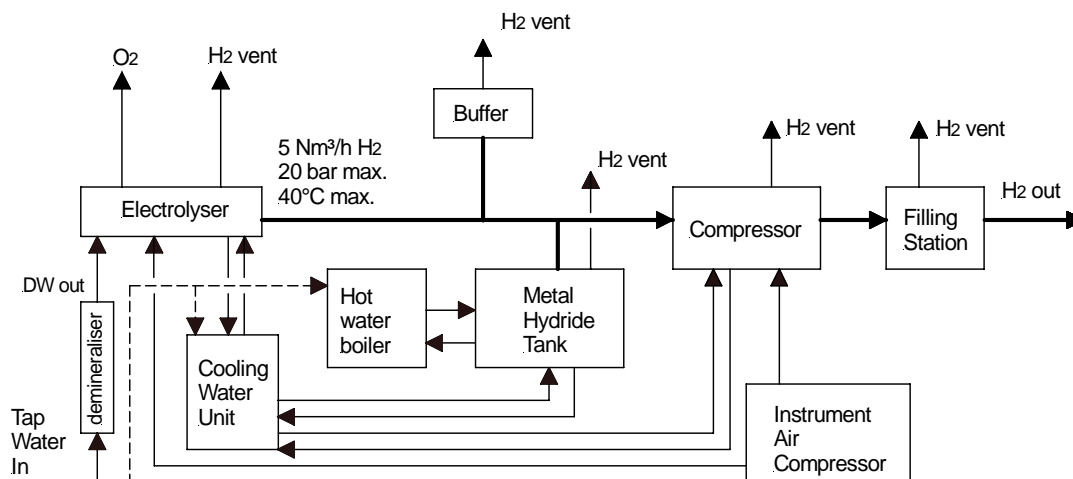 H2 vent
O2
H2 vent
Buffer
5 Nm³/h H2
20 bar max.
40°C max.
H2 vent
H2 vent
H2 vent
Electrolyser
Compressor
Filling
Station
H2 out
DW out
demineraliser
Hot
water
boiler
Metal
Hydride
Tank
Cooling
Water
Unit
Tap
Water
In
Instrument
Air
Compressor